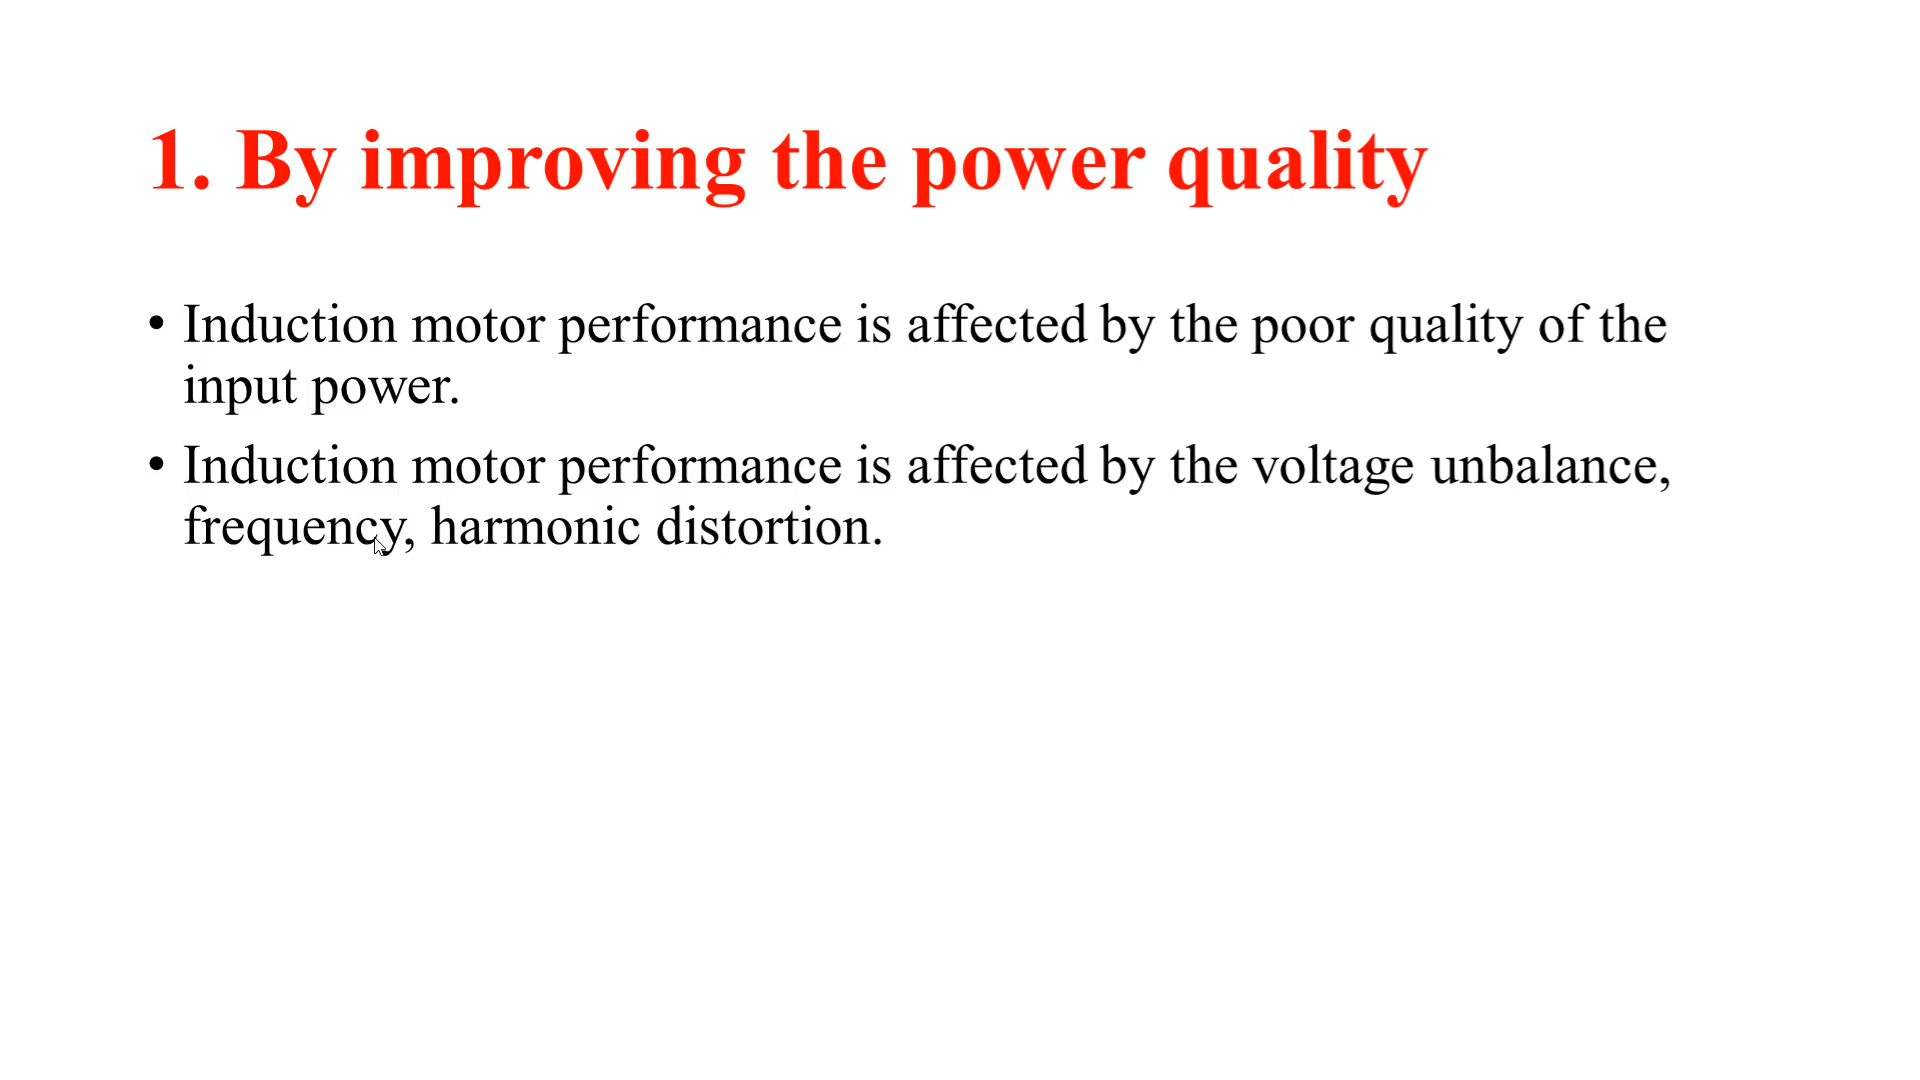 1. By improving the power quality
• Induction motor performance is affected by the poor quality of the
input power.
• Induction motor performance is affected by the voltage unbalance,
frequency, harmonic distortion.